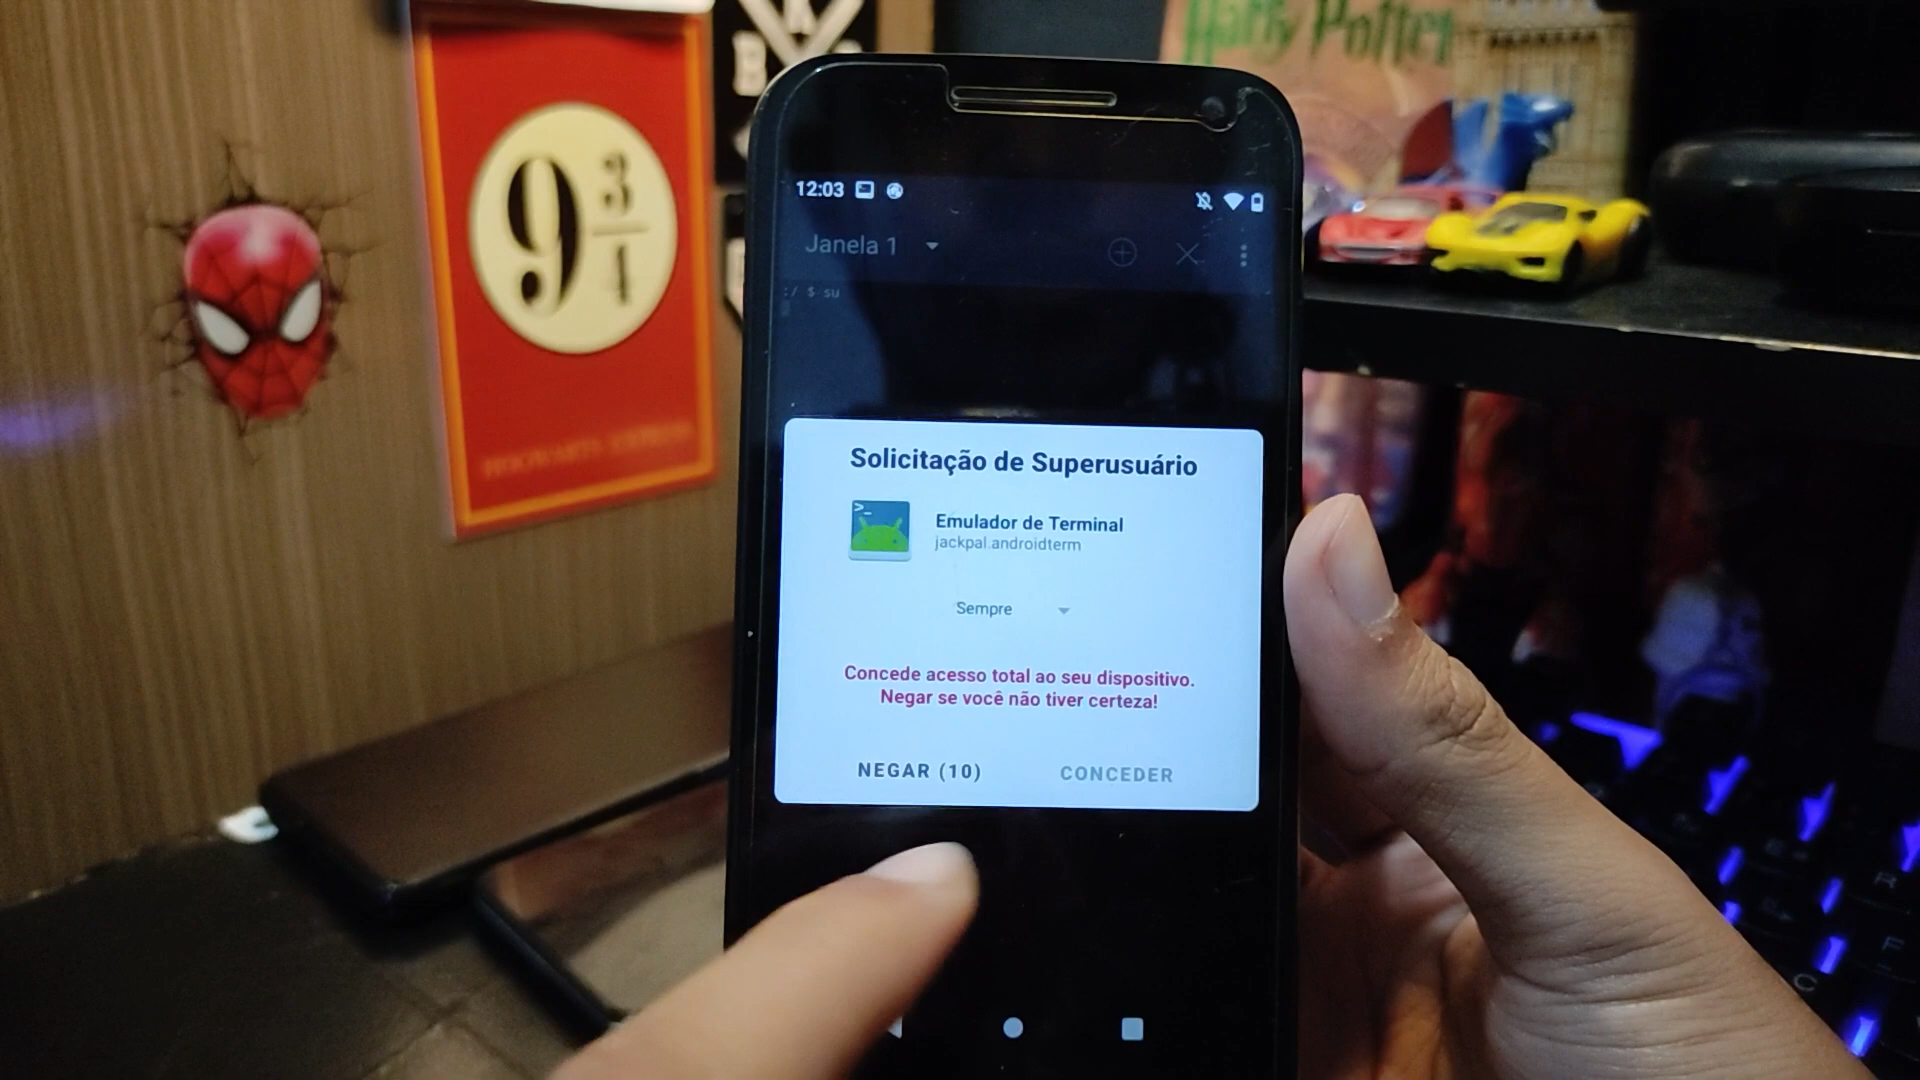 Harry Potter
9 3/4
12:03
Janela 1
:/ $ su
Solicitação de Superusuário
Emulador de Terminal
jackpal.androidterm
Sempre
Concede acesso total ao seu dispositivo.
Negar se você não tiver certeza!
NEGAR (10)
CONCEDER
R
F
C